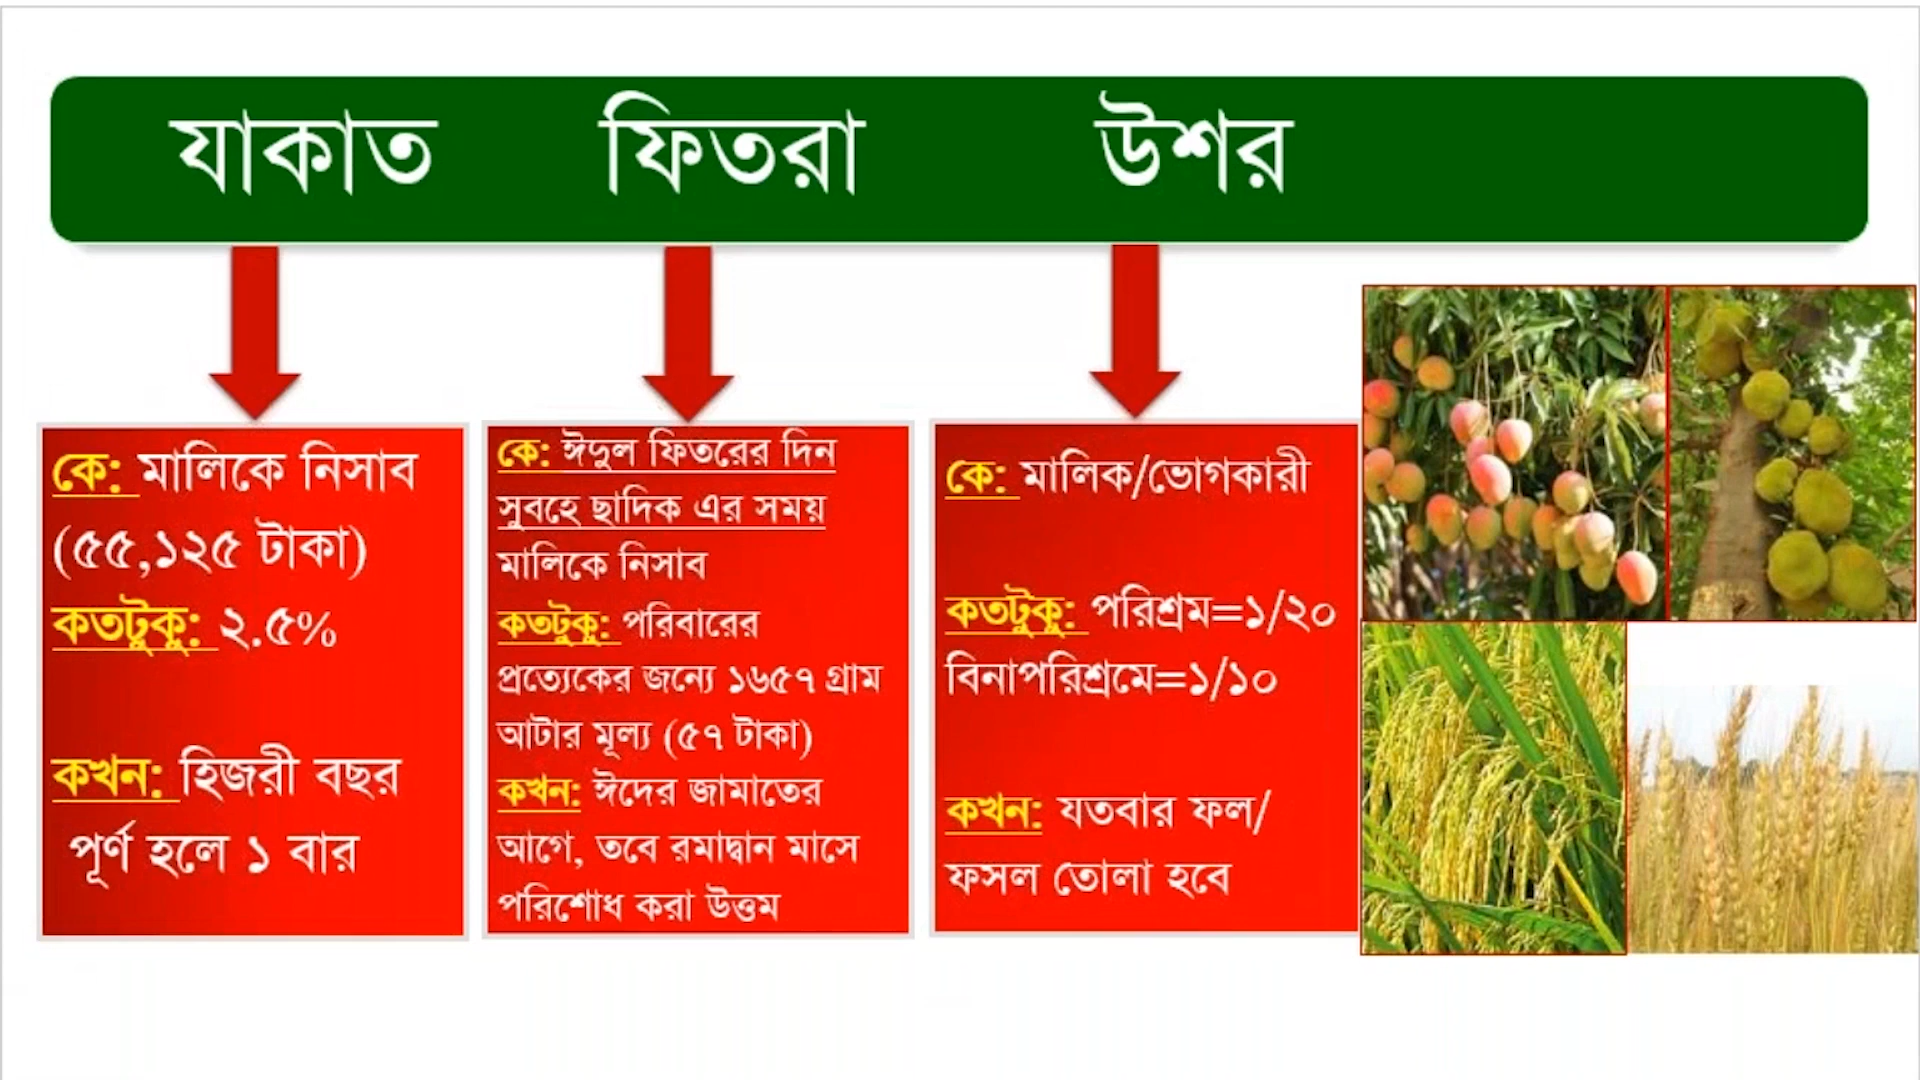 যাকাত ফিতরা উশর
কে: মালিকে নিসাব
(৫৫,১২৫ টাকা)
কতটুকু: ২.৫%
কখন: হিজরী বছর
পূর্ণ হলে ১ বার
কে: ঈদুল ফিতরের দিন
সুবহে ছাদিক এর সময়
মালিকে নিসাব
কতটুকু: পরিবারের
প্রত্যেকের জন্যে ১৬৫৭ গ্রাম
আটার মূল্য (৫৭ টাকা)
কখন: ঈদের জামাতের
আগে, তবে রমাদ্বান মাসে
পরিশোধ করা উত্তম
কে: মালিক/ভোগকারী
কতটুকু: পরিশ্রম=১/২০
বিনাপরিশ্রমে=১/১০
কখন: যতবার ফল/
ফসল তোলা হবে